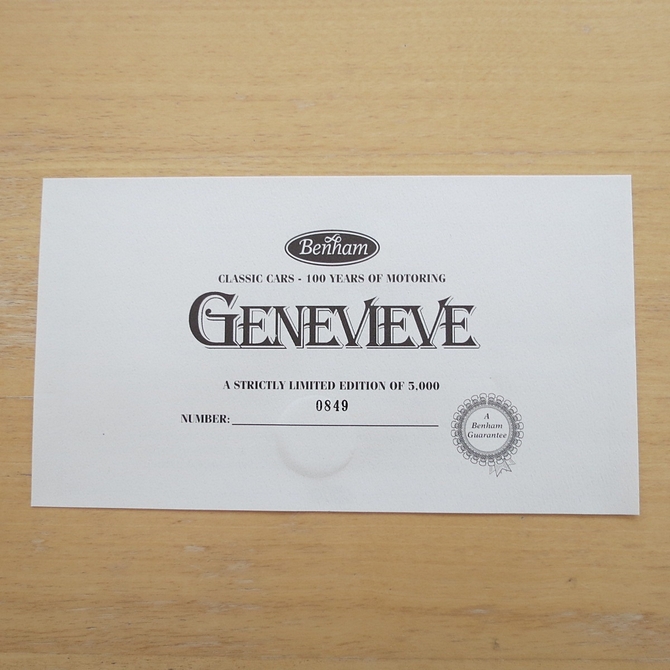 Benham
CLASSIC CARS - 100 YEARS OF MOTORING
GENEVIEVE
A STRICTLY LIMITED EDITION OF 5,000
0849
NUMBER:
A
Benham
Guarantee